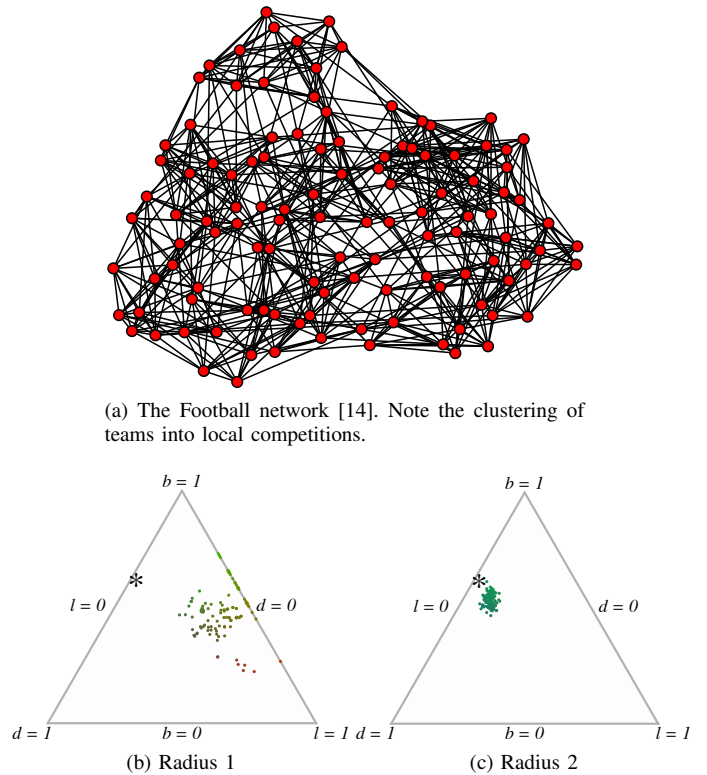 (a) The Football network [14]. Note the clustering of
teams into local competitions.
b = 1
b = 1
*
*
l = 0
d = 0
l = 0
d = 0
d = 1
b = 0
l = 1
d = 1
b = 0
l = 1
(b) Radius 1
(c) Radius 2